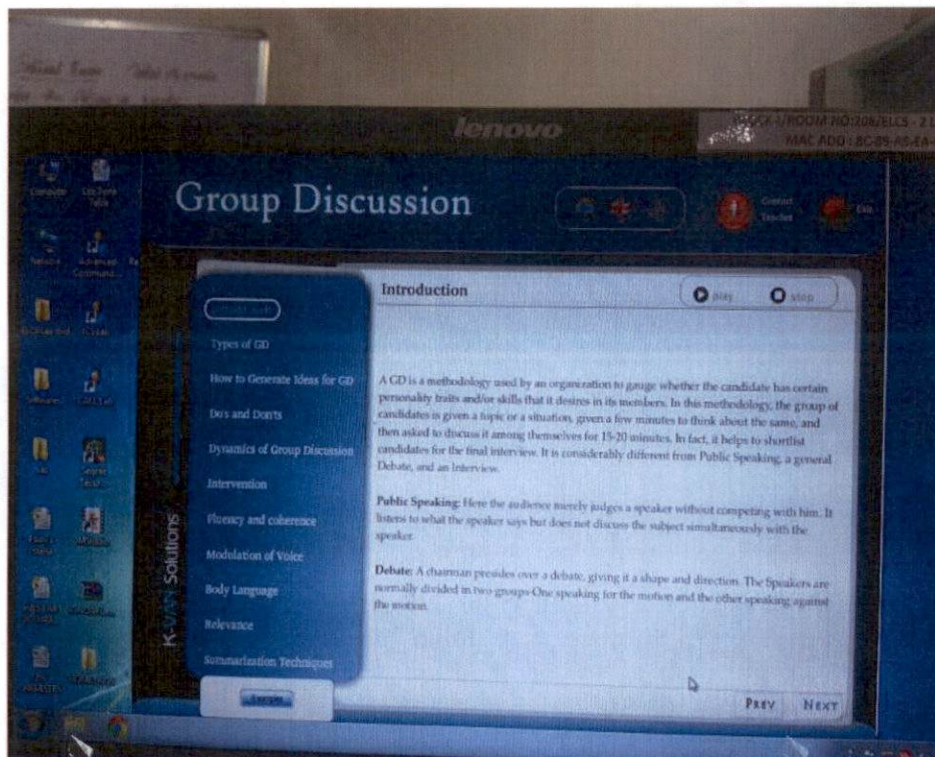 lenovo
MAC ADD : 8C-89-A5-EA-
Computer
Network
Group Discussion
Contact
Teacher
Exit
Introduction
play
stop
Types of GD
How to Generate Ideas for GD
Do's and Don'ts
Dynamics of Group Discussion
Intervention
Fluency and coherence
Modulation of Voice
Body Language
Relevance
Summarization Techniques
A GD is a methodology used by an organization to gauge whether the candidate has certain
personality traits and/or skills that it desires in its members. In this methodology, the group of
candidates is given a topic or a situation, given a few minutes to think about the same, and
then asked to discuss it among themselves for 15-20 minutes. In fact, it helps to shortlist
candidates for the final interview. It is considerably different from Public Speaking, a general
Debate, and an Interview.
Public Speaking: Here the audience merely judges a speaker without competing with him. It
listens to what the speaker says but does not discuss the subject simultaneously with the
speaker.
Debate: A chairman presides over a debate, giving it a shape and direction. The Speakers are
normally divided in two groups-One speaking for the motion and the other speaking against
the motion.
PREV NEXT
K-VAN Solutions